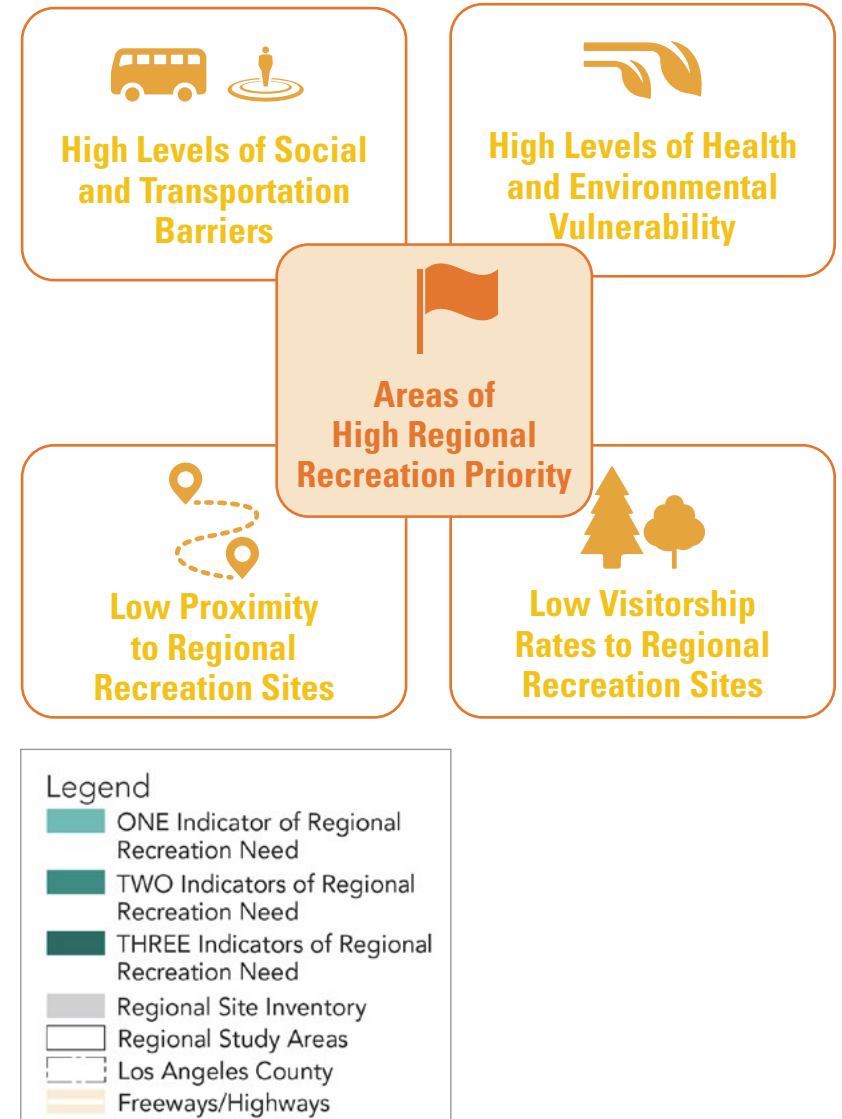 High Levels of Social
and Transportation
Barriers
High Levels of Health
and Environmental
Vulnerability
Areas of
High Regional
Recreation Priority
Low Proximity
to Regional
Recreation Sites
Low Visitorship
Rates to Regional
Recreation Sites
Legend
ONE Indicator of Regional
Recreation Need
TWO Indicators of Regional
Recreation Need
THREE Indicators of Regional
Recreation Need
Regional Site Inventory
Regional Study Areas
Los Angeles County
Freeways/Highways